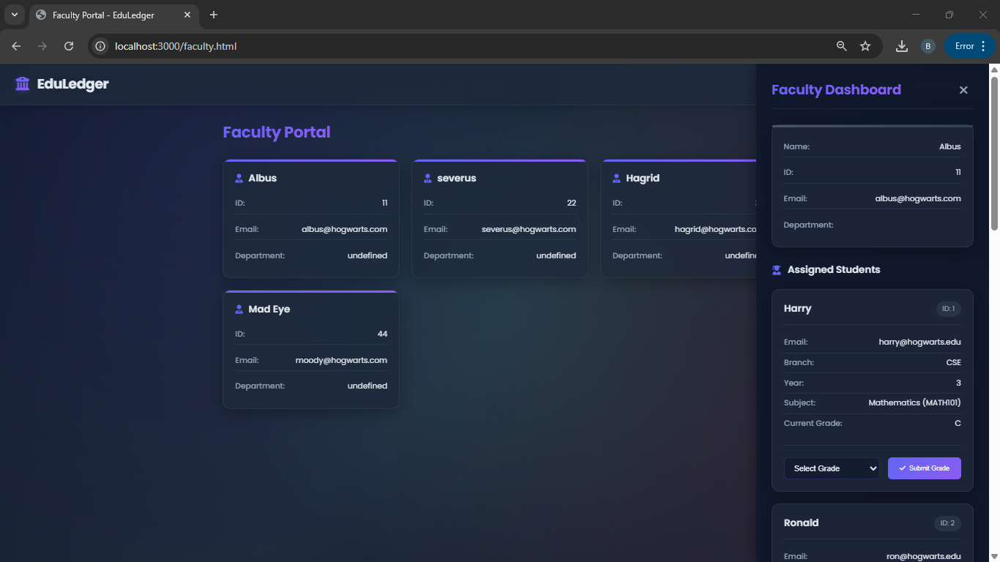 Faculty Portal - EduLedger
localhost:3000/faculty.html
B
Error
EduLedger
Faculty Portal
Albus
ID: 11
Email: albus@hogwarts.com
Department: undefined
severus
ID: 22
Email: severus@hogwarts.com
Department: undefined
Hagrid
ID:
Email: hagrid@hogwarts.co
Department: undefin
Mad Eye
ID: 44
Email: moody@hogwarts.com
Department: undefined
Faculty Dashboard
Name: Albus
ID: 11
Email: albus@hogwarts.com
Department:
Assigned Students
Harry ID: 1
Email: harry@hogwarts.edu
Branch: CSE
Year: 3
Subject: Mathematics (MATH101)
Current Grade: C
Select Grade Submit Grade
Ronald ID: 2
Email: ron@hogwarts.edu